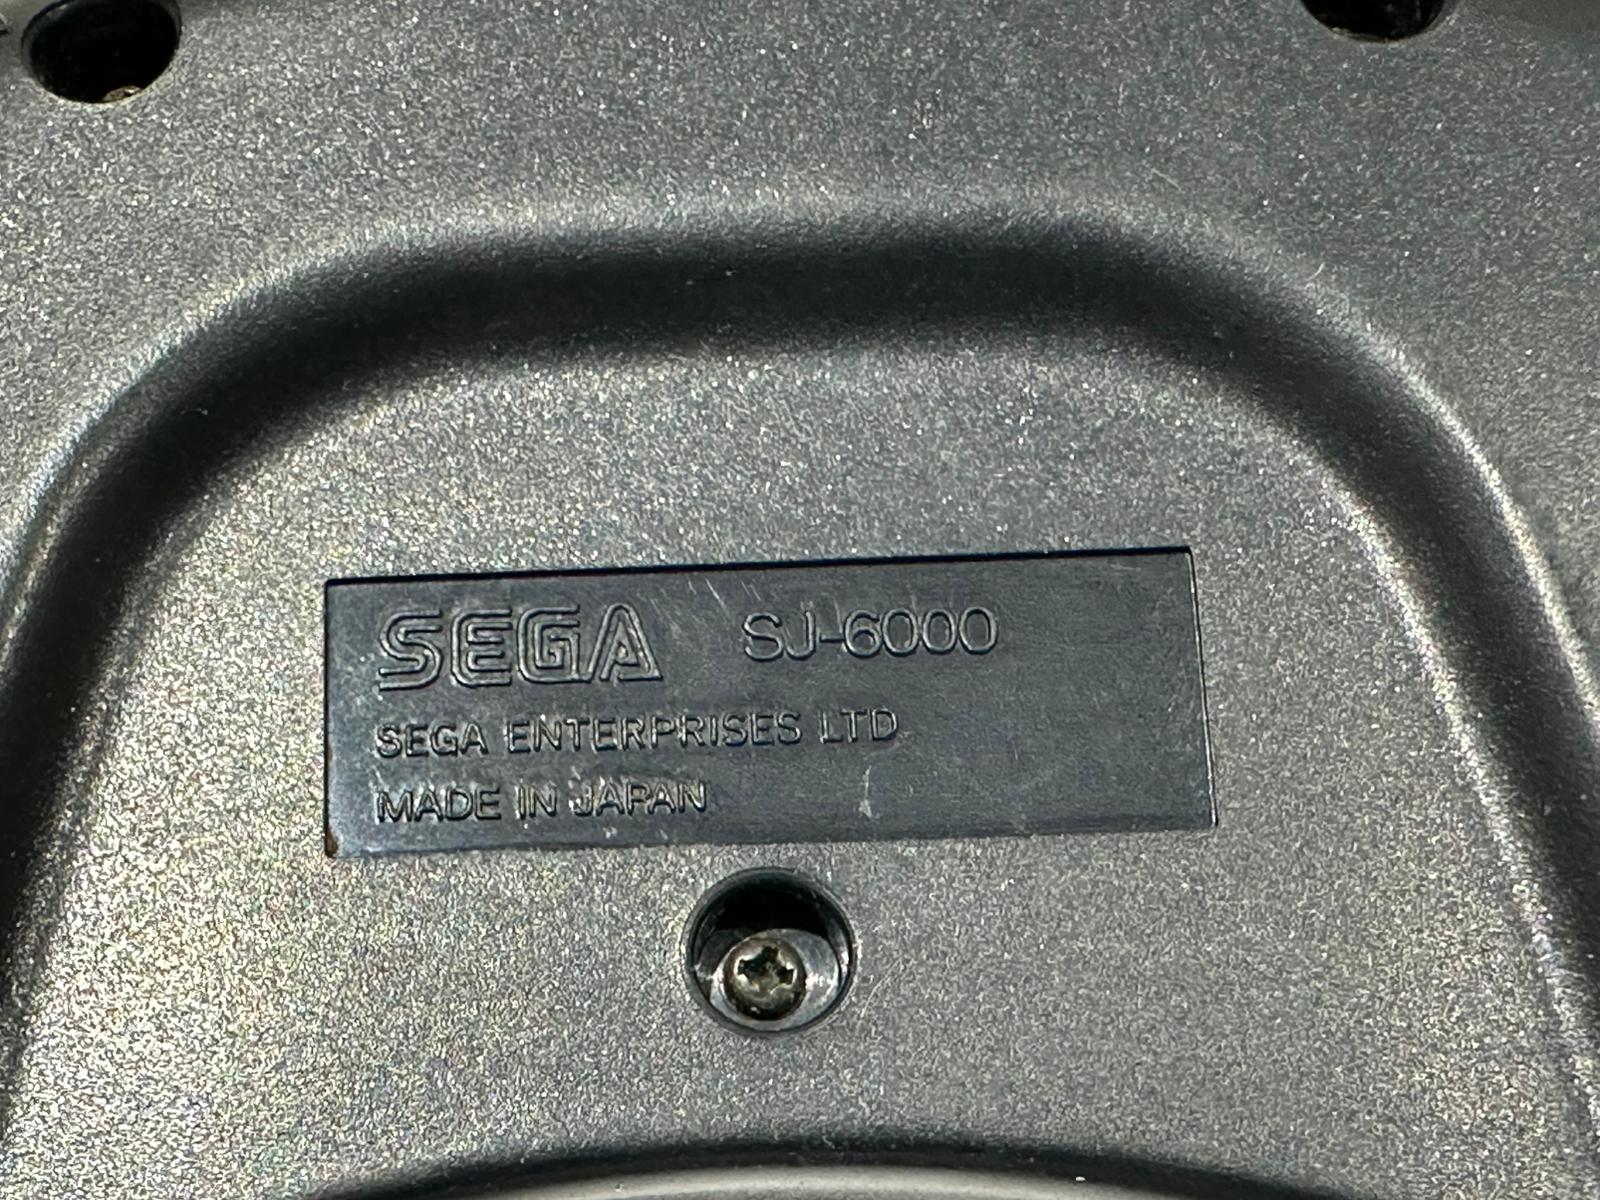 SEGA SJ-6000
SEGA ENTERPRISES LTD
MADE IN JAPAN